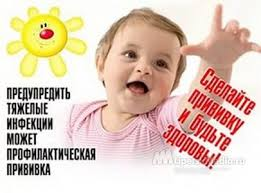 ПРЕДУПРЕДИТЬ
ТЯЖЕЛЫЕ
ИНФЕКЦИИ
МОЖЕТ
ПРОФИЛАКТИЧЕСКАЯ
ПРИВИВКА
Сделайте
прививку
и будьте
здоровы!